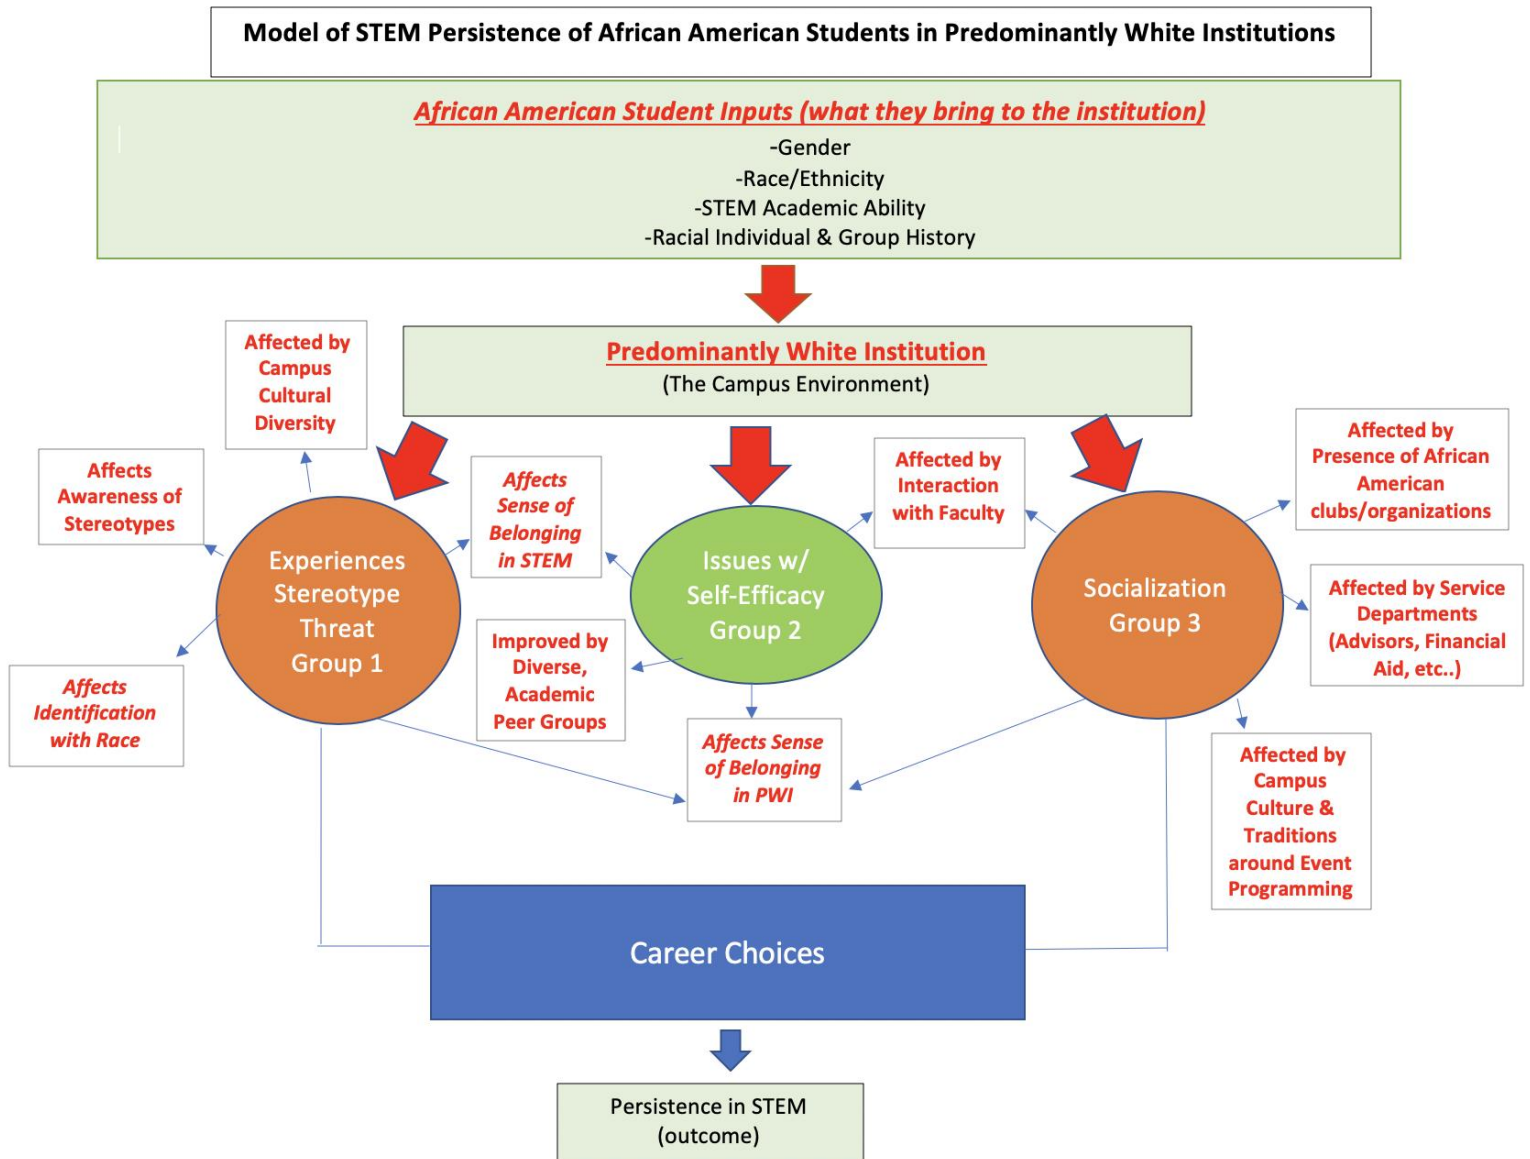 Model of STEM Persistence of African American Students in Predominantly White Institutions
African American Student Inputs (what they bring to the institution)
-Gender
-Race/Ethnicity
-STEM Academic Ability
-Racial Individual & Group History
Predominantly White Institution
(The Campus Environment)
Affected by
Campus
Cultural
Diversity
Affects
Awareness of
Stereotypes
Affects
Sense of
Belonging
in STEM
Affected by
Interaction
with Faculty
Affected by
Presence of African
American
clubs/organizations
Experiences
Stereotype
Threat
Group 1
Issues w/
Self-Efficacy
Group 2
Socialization
Group 3
Affected by Service
Departments
(Advisors, Financial
Aid, etc..)
Affects
Identification
with Race
Improved by
Diverse,
Academic
Peer Groups
Affects Sense
of Belonging
in PWI
Affected by
Campus
Culture &
Traditions
around Event
Programming
Career Choices
Persistence in STEM
(outcome)